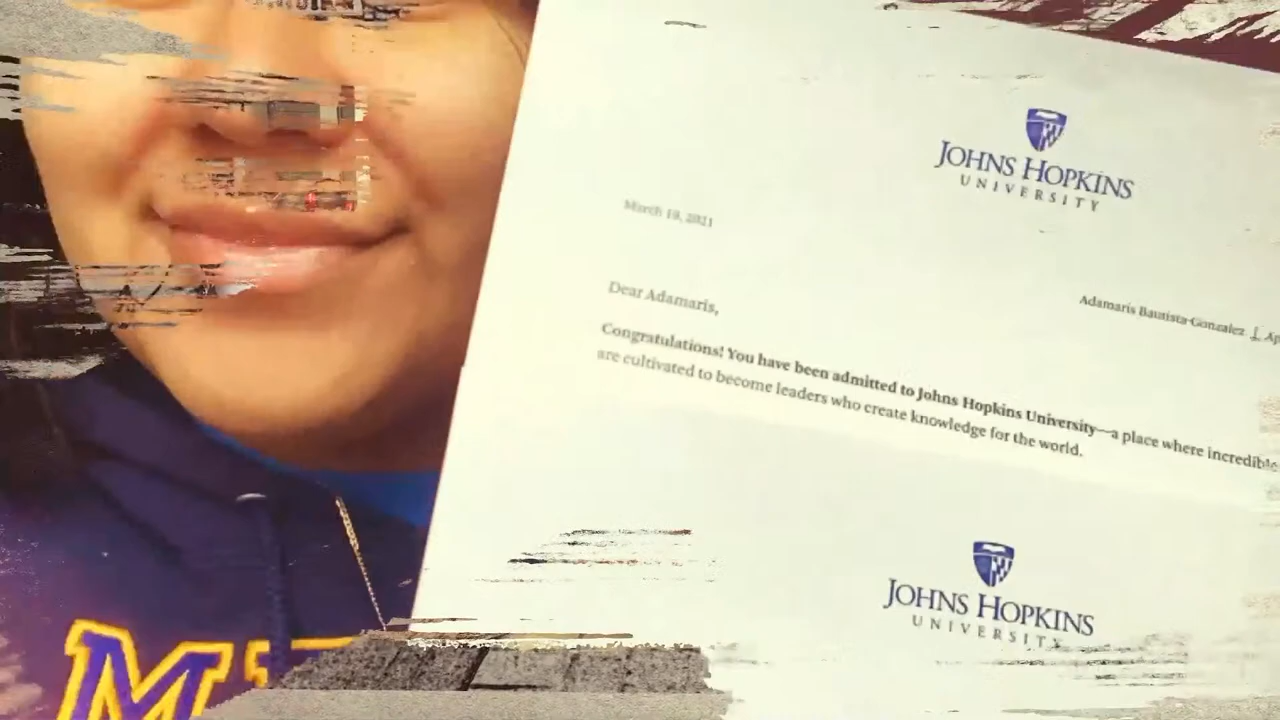 JOHNS HOPKINS
UNIVERSITY
March 19, 2021
Adamaris Bautista-Gonzalez
Dear Adamaris,
Congratulations! You have been admitted to Johns Hopkins University—a place where incredible
are cultivated to become leaders who create knowledge for the world.
JOHNS HOPKINS
UNIVERSITY